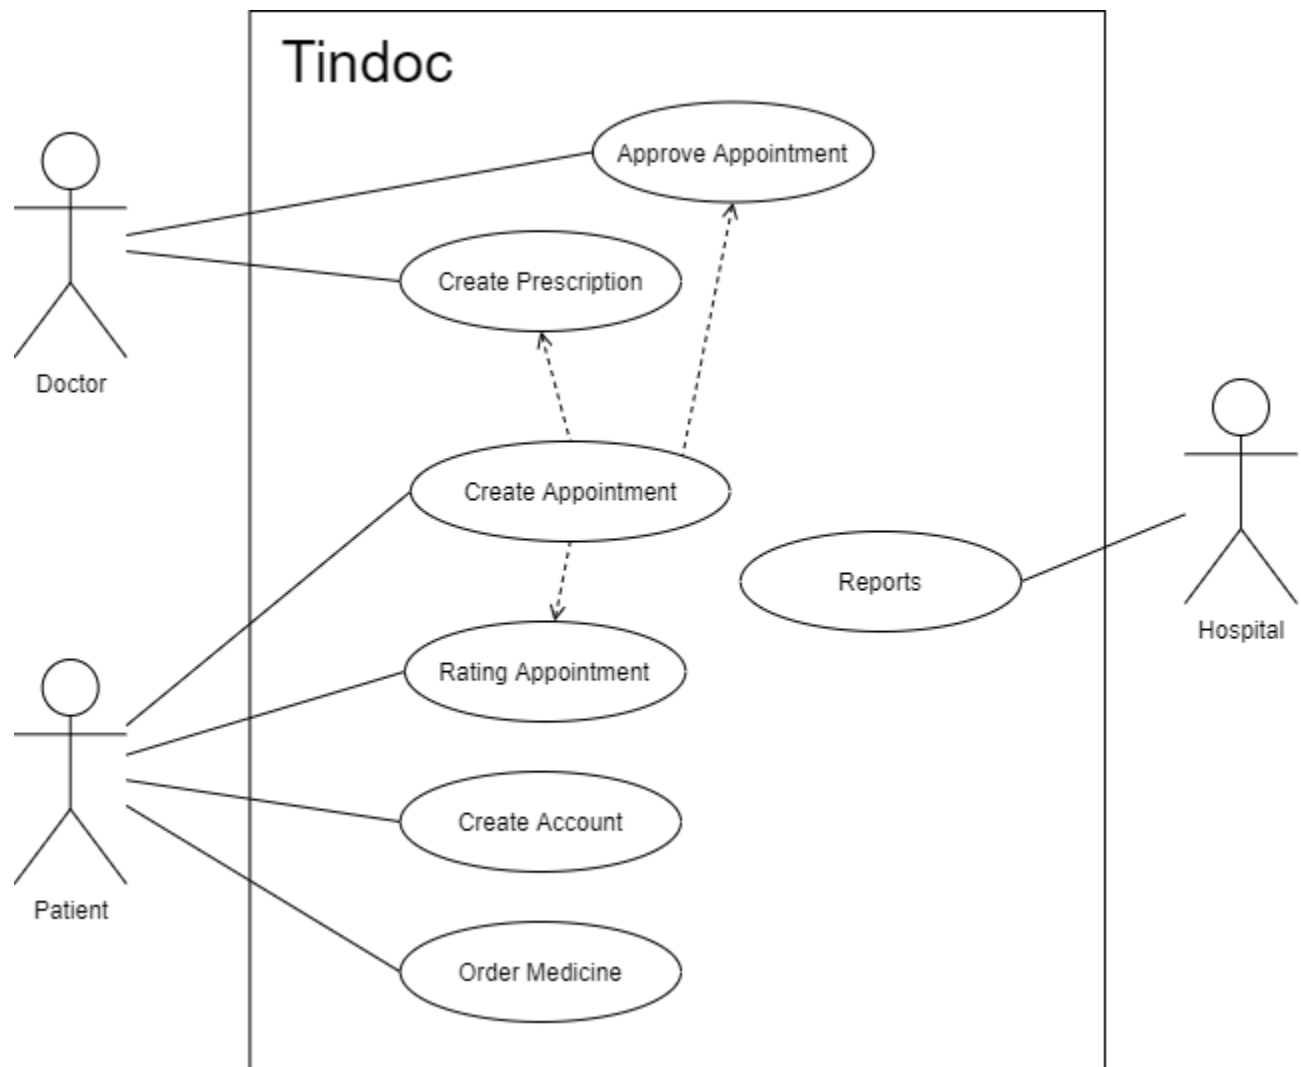 Tindoc
Approve Appointment
Create Prescription
Doctor
Create Appointment
Reports
Hospital
Rating Appointment
Create Account
Patient
Order Medicine